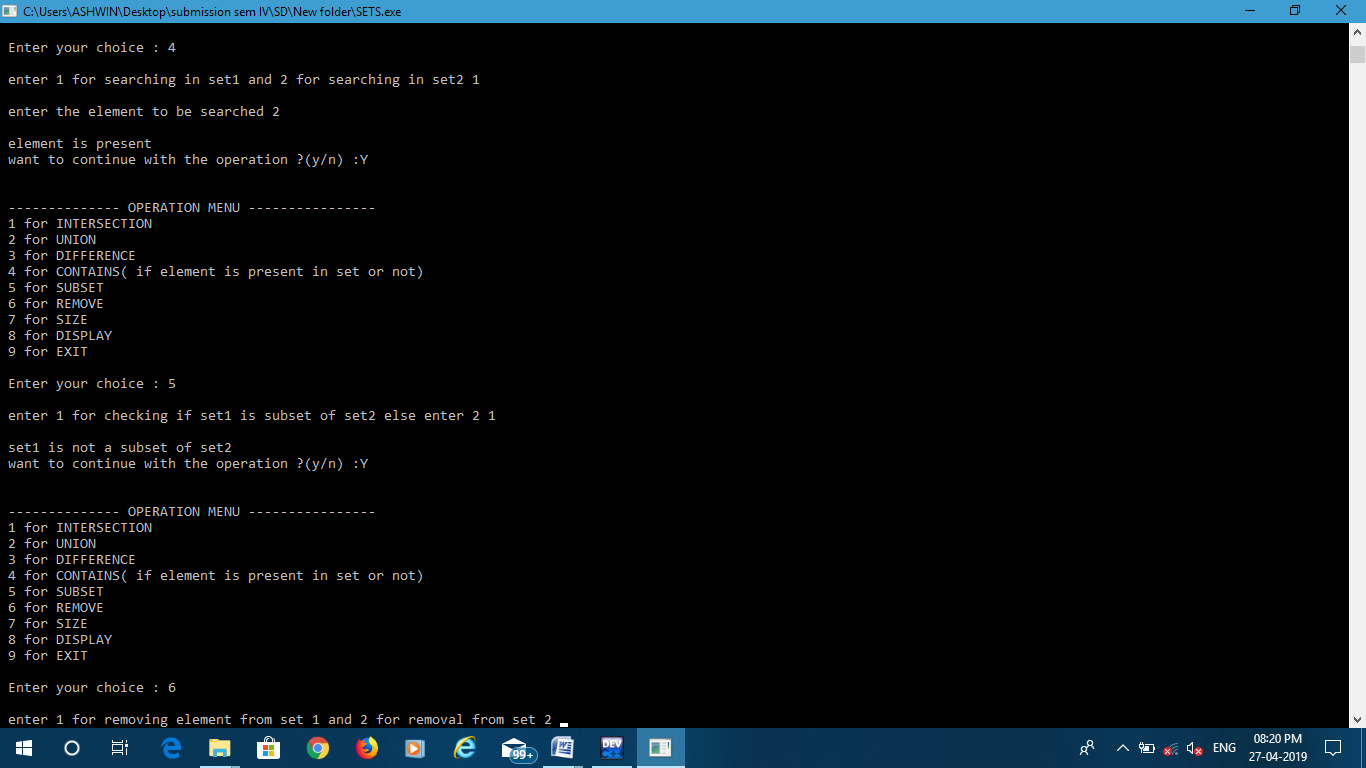 C:\Users\ASHWIN\Desktop\submission sem IV\SD\New folder\SETS.exe
Enter your choice : 4
enter 1 for searching in set1 and 2 for searching in set2 1
enter the element to be searched 2
element is present
want to continue with the operation ?(y/n) :Y
-------------- OPERATION MENU ----------------
1 for INTERSECTION
2 for UNION
3 for DIFFERENCE
4 for CONTAINS( if element is present in set or not)
5 for SUBSET
6 for REMOVE
7 for SIZE
8 for DISPLAY
9 for EXIT
Enter your choice : 5
enter 1 for checking if set1 is subset of set2 else enter 2 1
set1 is not a subset of set2
want to continue with the operation ?(y/n) :Y
-------------- OPERATION MENU ----------------
1 for INTERSECTION
2 for UNION
3 for DIFFERENCE
4 for CONTAINS( if element is present in set or not)
5 for SUBSET
6 for REMOVE
7 for SIZE
8 for DISPLAY
9 for EXIT
Enter your choice : 6
enter 1 for removing element from set 1 and 2 for removal from set 2
99+
DEV
ENG
08:20 PM
27-04-2019